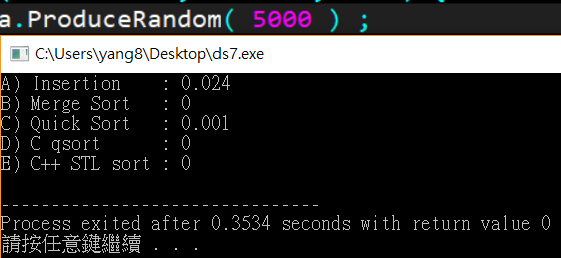 a.ProduceRandom( 5000 ) ;
C:\Users\yang8\Desktop\ds7.exe
A) Insertion   : 0.024
B) Merge Sort  : 0
C) Quick Sort  : 0.001
D) C qsort     : 0
E) C++ STL sort : 0
--------------------------------
Process exited after 0.3534 seconds with return value 0
請按任意鍵繼續 . . .